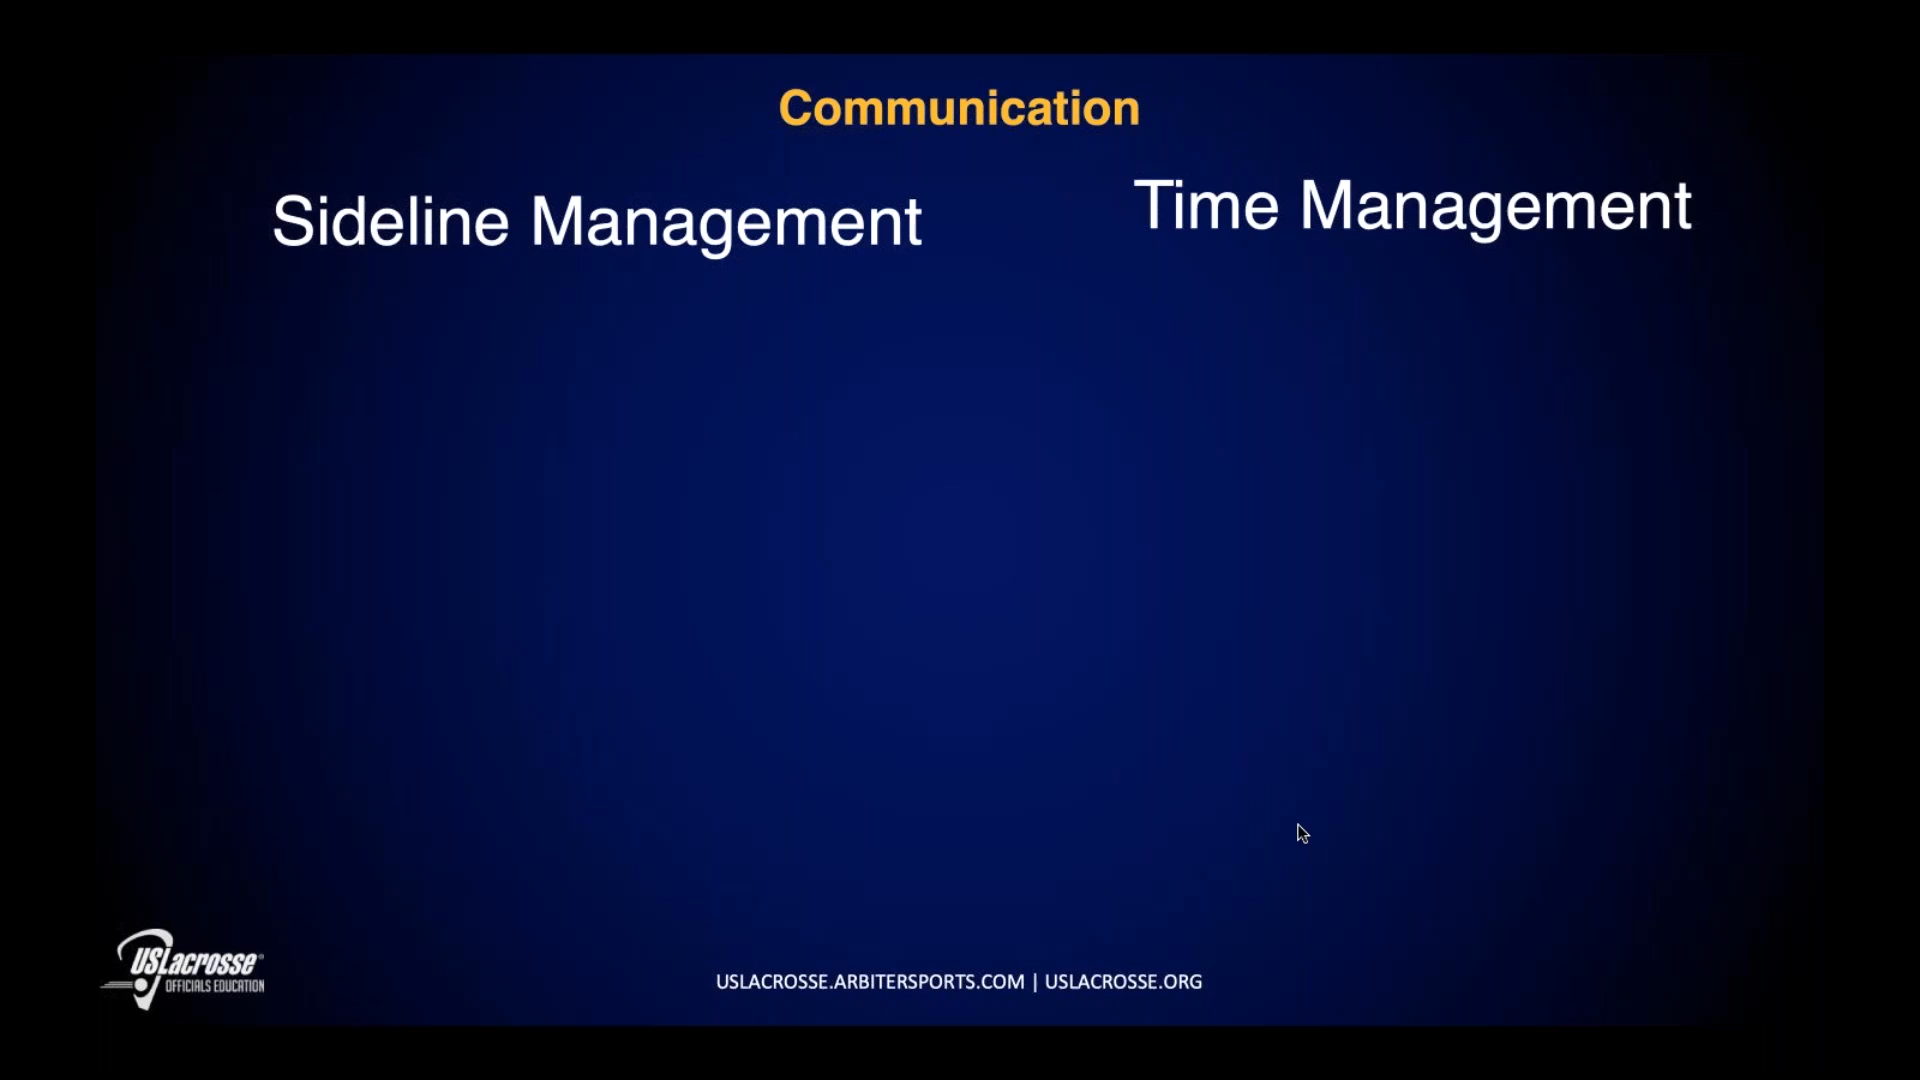 Communication
Sideline Management
Time Management
USLacrosse
OFFICIALS EDUCATION
USLACROSSE.ARBITERSPORTS.COM | USLACROSSE.ORG